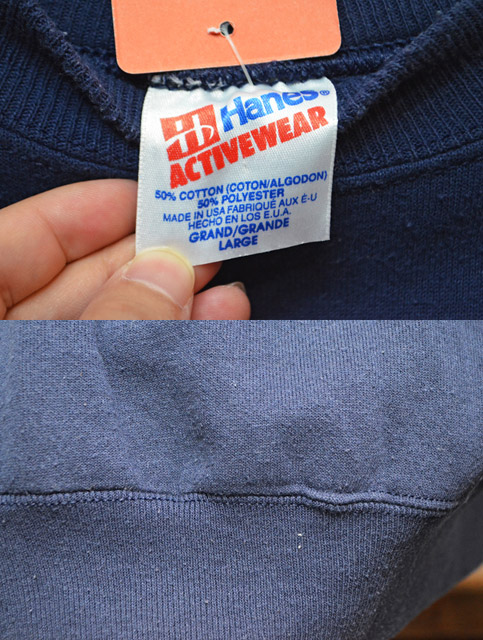 Hanes®
ACTIVEWEAR
50% COTTON (COTON/ALGODON)
50% POLYESTER
MADE IN USA FABRIQUÉ AUX É-U
HECHO EN LOS E.U.A.
GRAND/GRANDE
LARGE